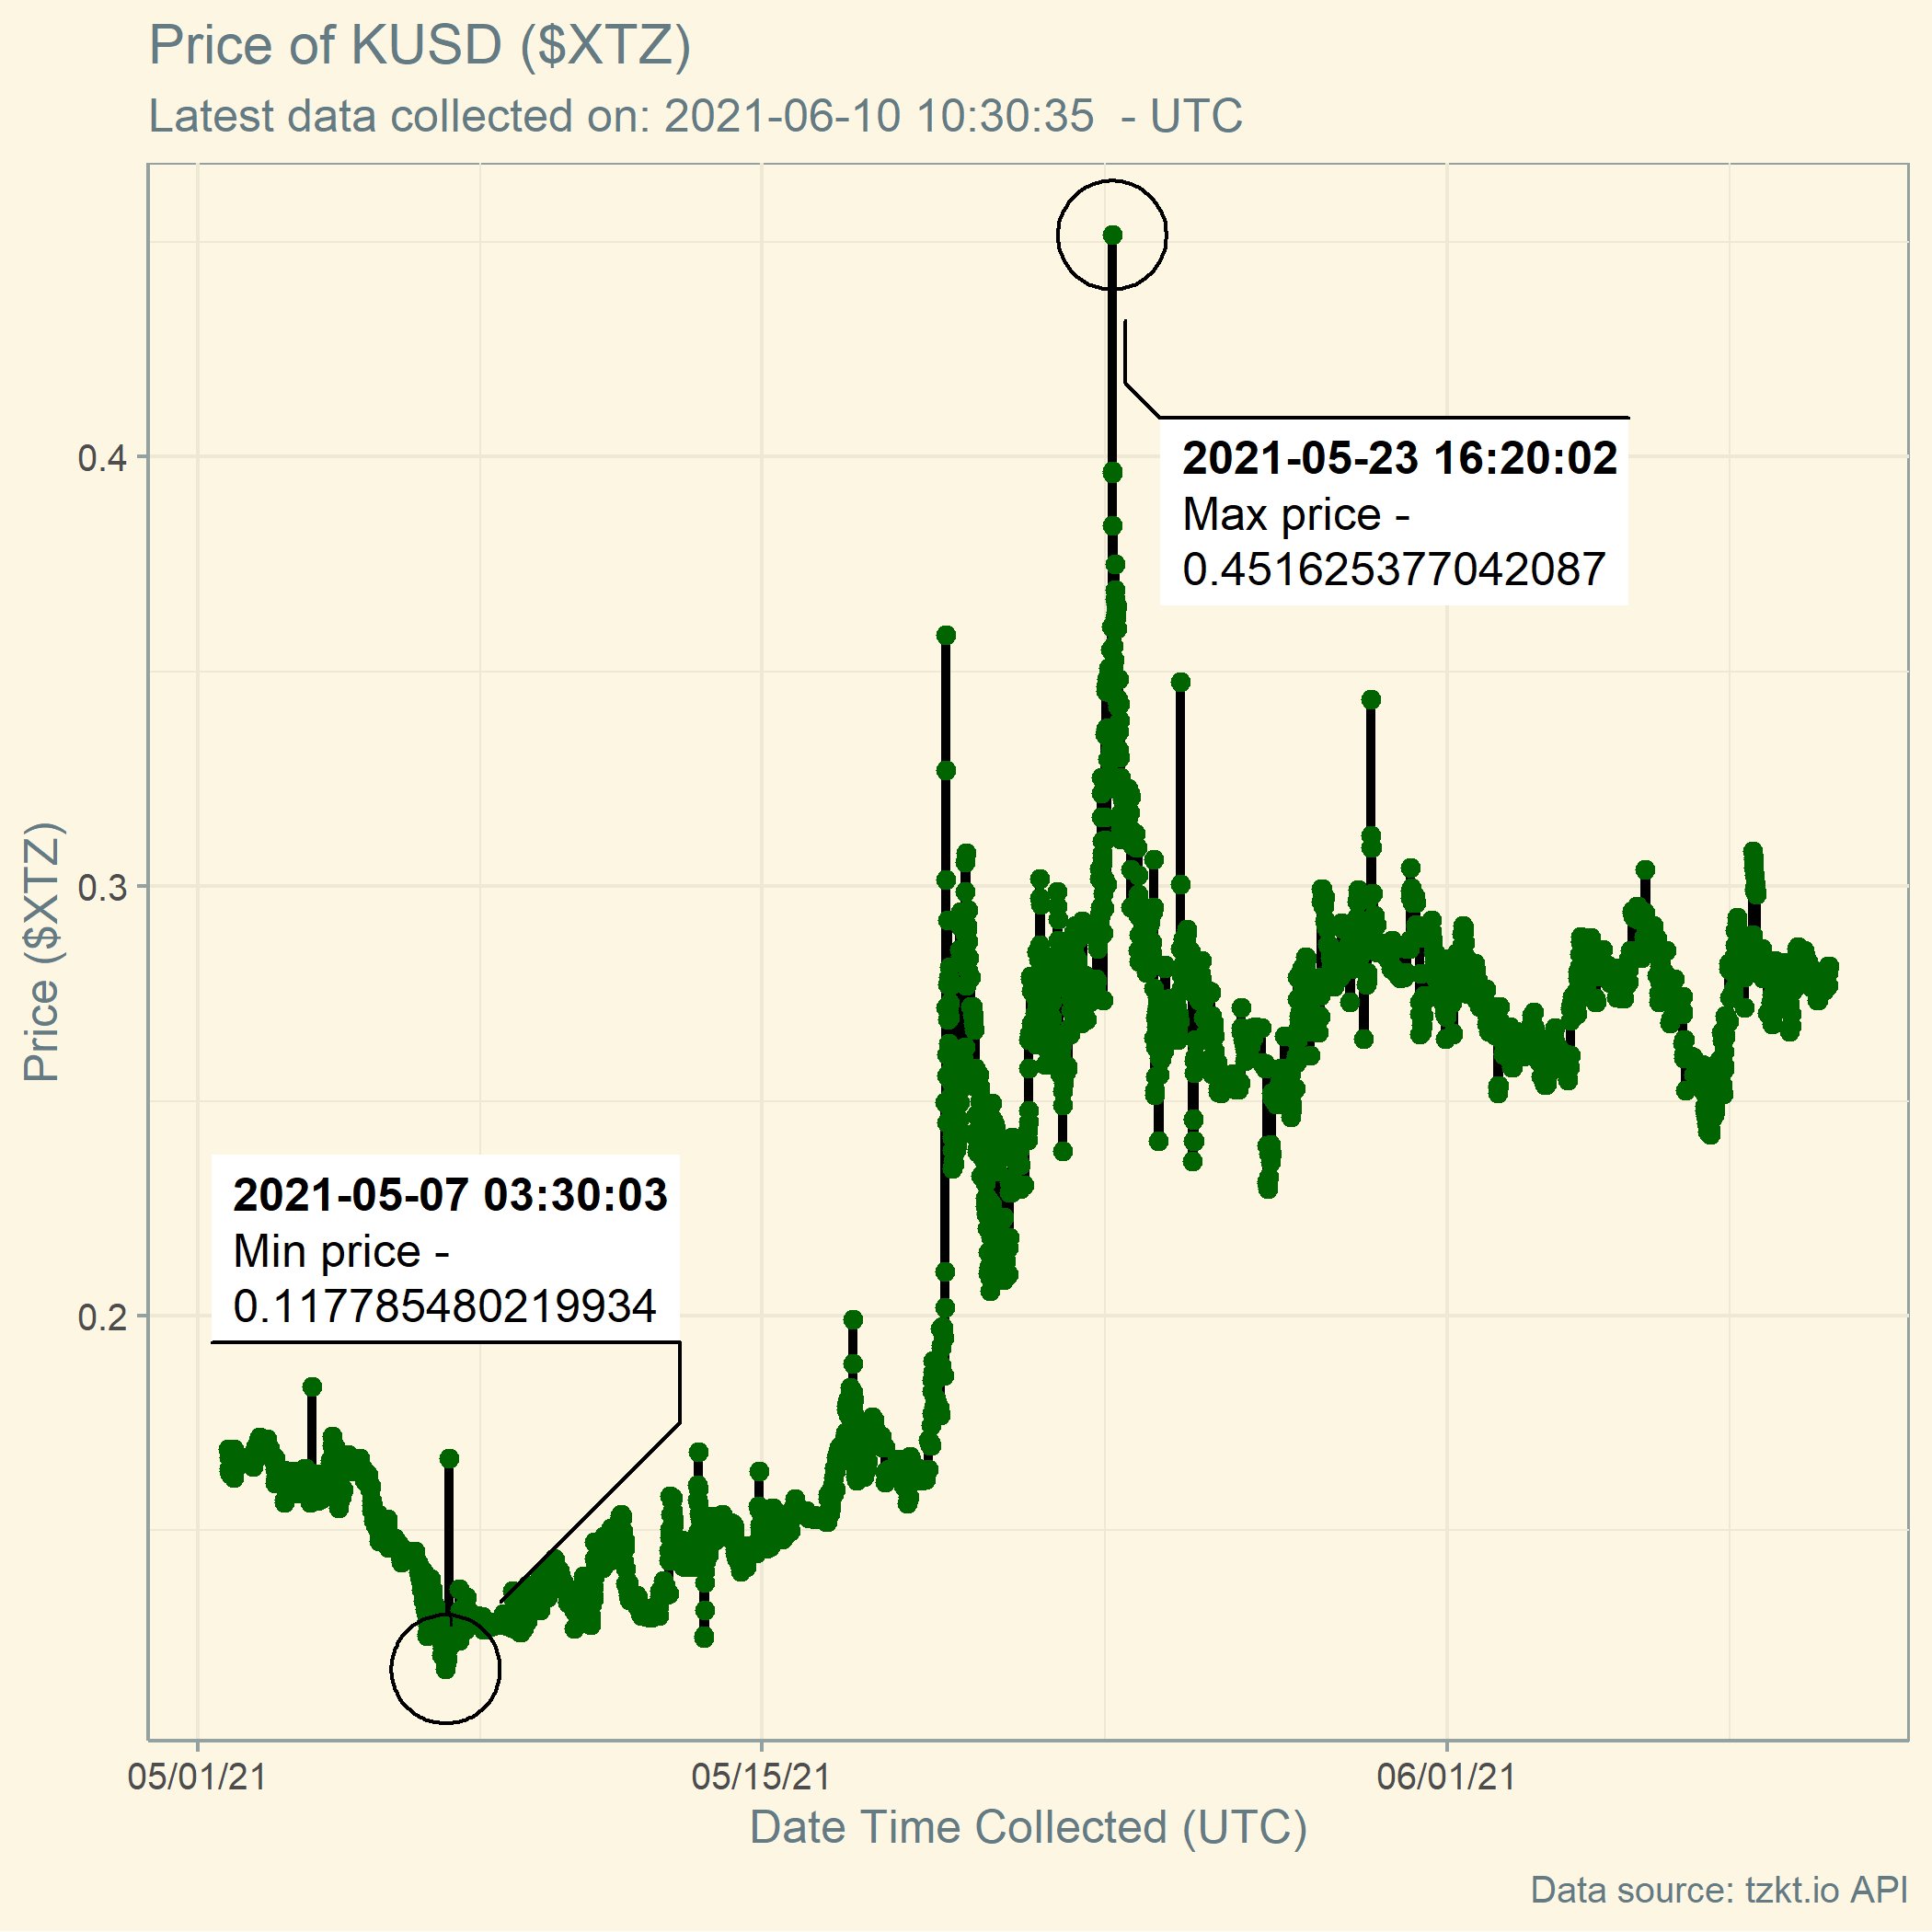 Price of KUSD ($XTZ)
Latest data collected on: 2021-06-10 10:30:35  - UTC
Price ($XTZ)
0.4
0.3
0.2
2021-05-23 16:20:02
Max price -
0.451625377042087
2021-05-07 03:30:03
Min price -
0.117785480219934
05/01/21
05/15/21
06/01/21
Date Time Collected (UTC)
Data source: tzkt.io API